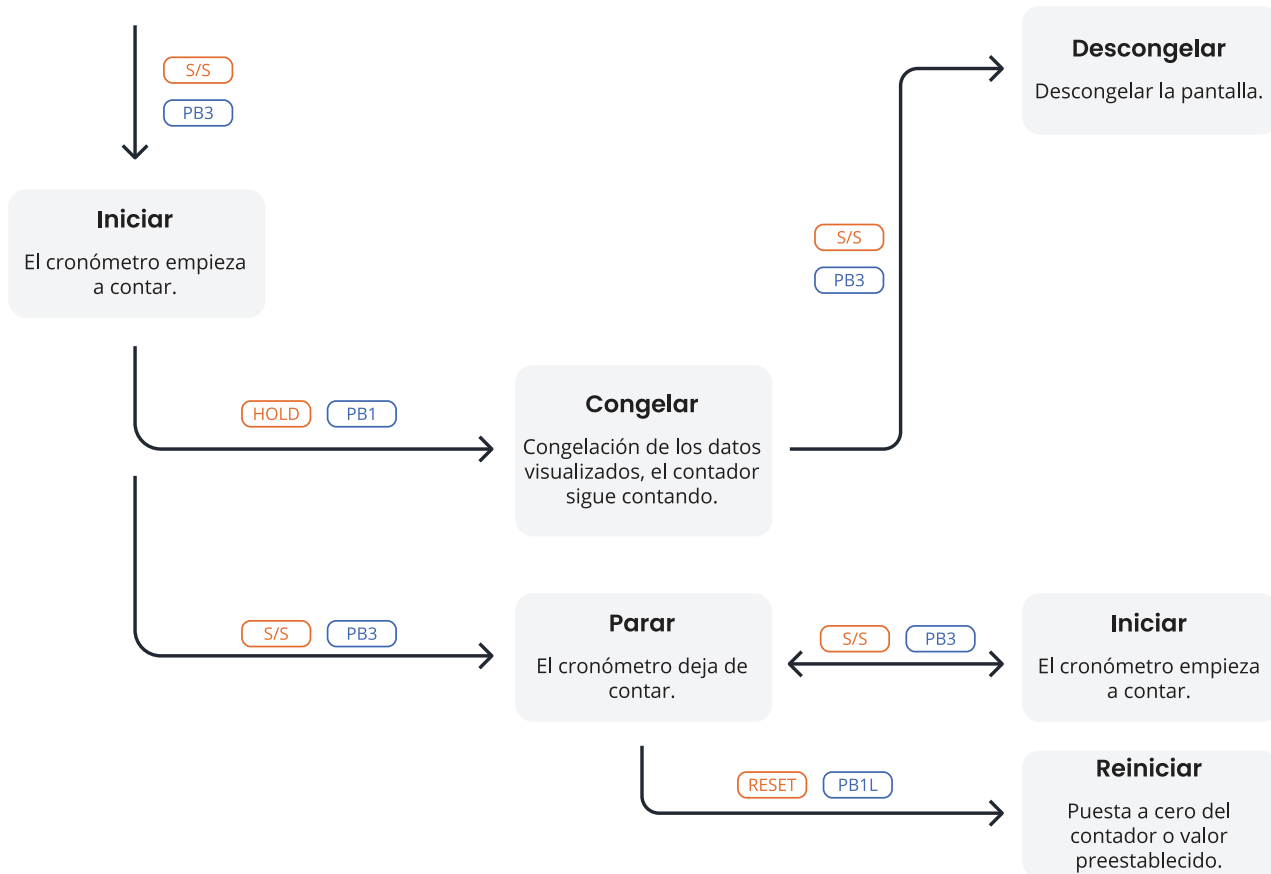 S/S
PB3
Iniciar
El cronómetro empieza
a contar.
HOLD PB1
Congelar
Congelación de los datos
visualizados, el contador
sigue contando.
S/S
PB3
Descongelar
Descongelar la pantalla.
S/S PB3
Parar
El cronómetro deja de
contar.
S/S PB3
Iniciar
El cronómetro empieza
a contar.
RESET PB1L
Reiniciar
Puesta a cero del
contador o valor
preestablecido.